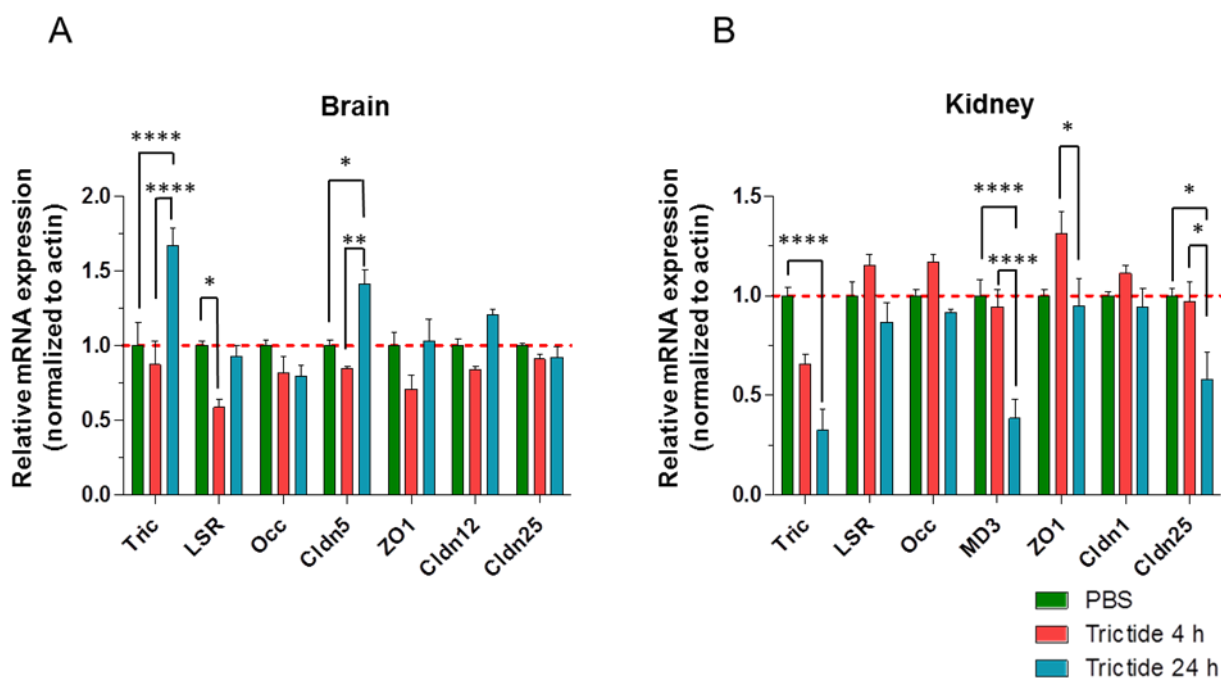 A
B
Brain
Kidney
Relative mRNA expression
(normalized to actin)
2.0
1.5
1.0
0.5
0.0
****
****
*
*
**
Tric
LSR
Occ
Cldn5
ZO1
Cldn12
Cldn25
Relative mRNA expression
(normalized to actin)
1.5
1.0
0.5
0.0
****
****
****
*
*
*
Tric
LSR
Occ
MD3
ZO1
Cldn1
Cldn25
PBS
Trictide 4 h
Trictide 24 h